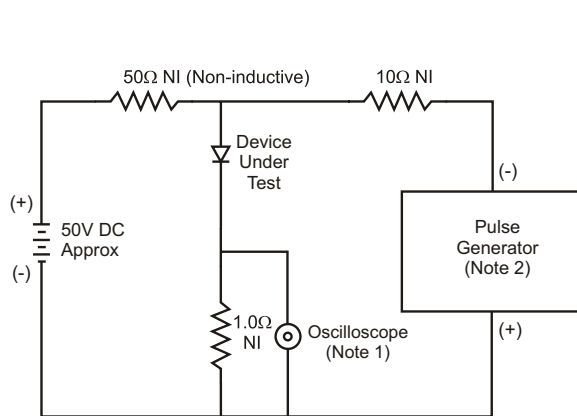 50Ω NI (Non-inductive)
10Ω NI
Device
Under
Test
(-)
(+)
50V DC
Approx
(-)
Pulse
Generator
(Note 2)
1.0Ω
NI
Oscilloscope
(Note 1)
(+)